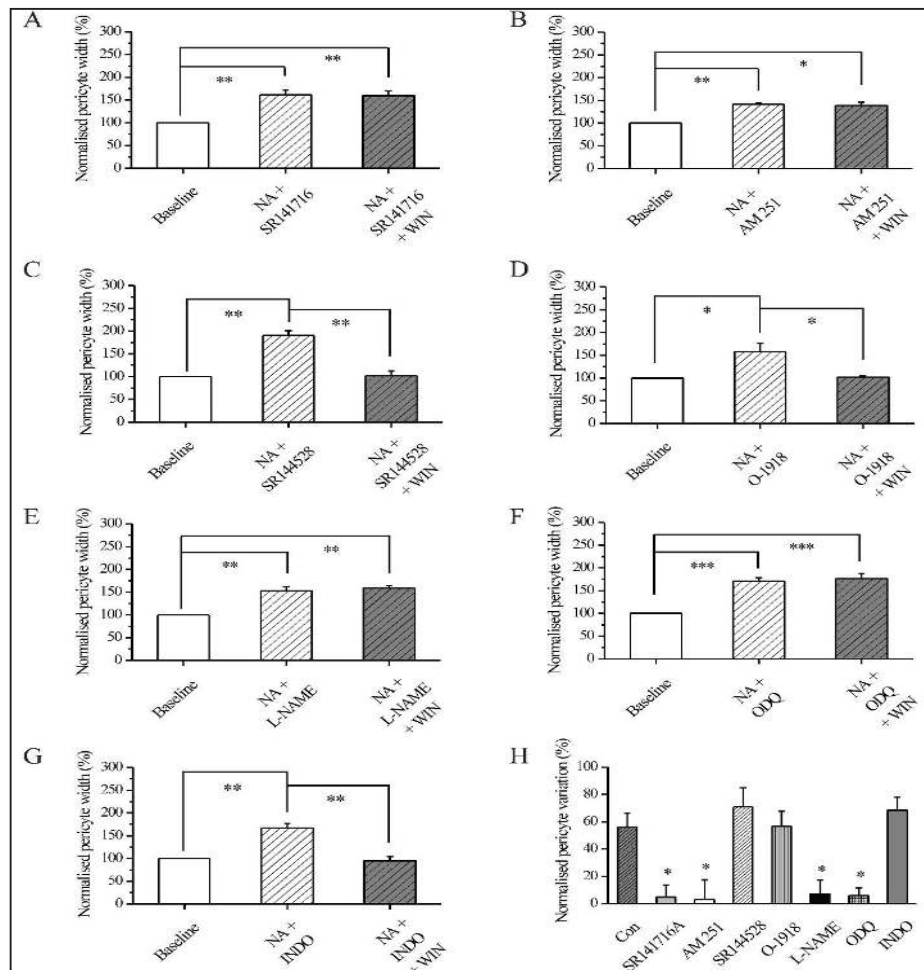 A
Normalised pericyte width (%)
300
250
200
150
100
50
0
**
**
Baseline
NA +
SR141716
NA +
SR141716
+ WIN
B
Normalised pericyte width (%)
300
250
200
150
100
50
0
*
**
Baseline
NA +
AM 251
NA +
AM 251
+ WIN
C
Normalised pericyte width (%)
300
250
200
150
100
50
0
**
**
Baseline
NA +
SR144528
NA +
SR144528
+ WIN
D
Normalised pericyte width (%)
300
250
200
150
100
50
0
*
*
Baseline
NA +
O-1918
NA +
O-1918
+ WIN
E
Normalised pericyte width (%)
300
250
200
150
100
50
0
**
**
Baseline
NA +
L-NAME
NA +
L-NAME
+ WIN
F
Normalised pericyte width (%)
300
250
200
150
100
50
0
***
***
Baseline
NA +
ODQ
NA +
ODQ
+ WIN
G
Normalised pericyte width (%)
300
250
200
150
100
50
0
**
**
Baseline
NA +
INDO
NA +
INDO
+ WIN
H
Normalised pericyte variation (%)
100
80
60
40
20
0
*
*
*
*
Con
SR141716A
AM 251
SR144528
O-1918
L-NAME
ODQ
INDO